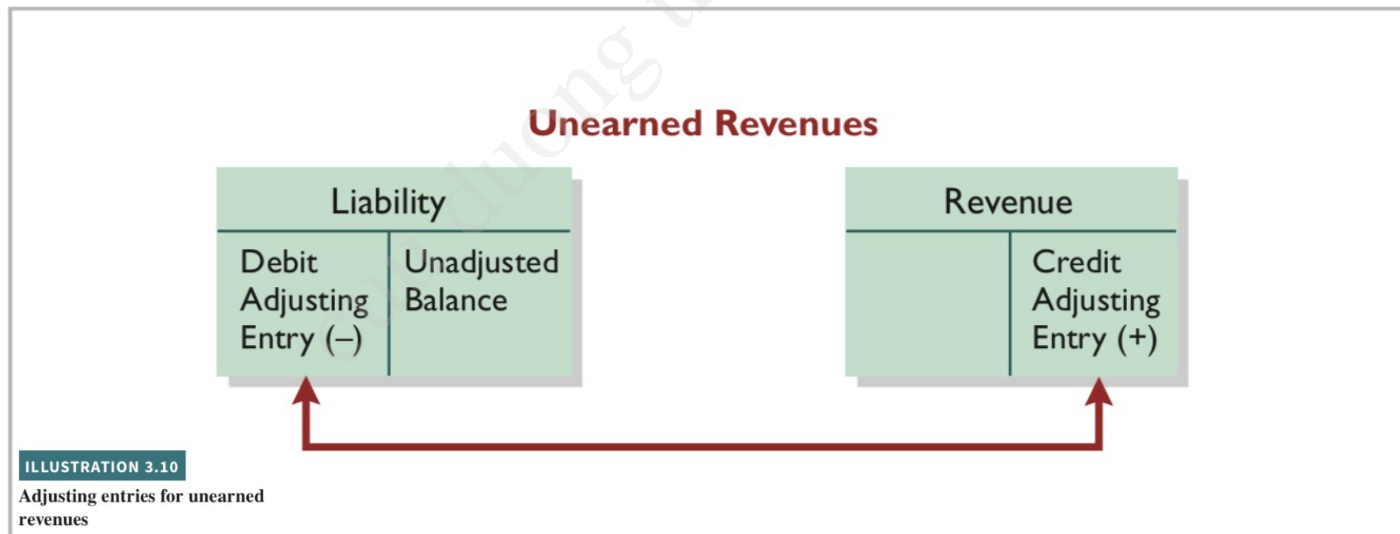 Unearned Revenues
Liability
Debit
Adjusting
Entry (–)
Unadjusted
Balance
Revenue
Credit
Adjusting
Entry (+)
ILLUSTRATION 3.10
Adjusting entries for unearned
revenues